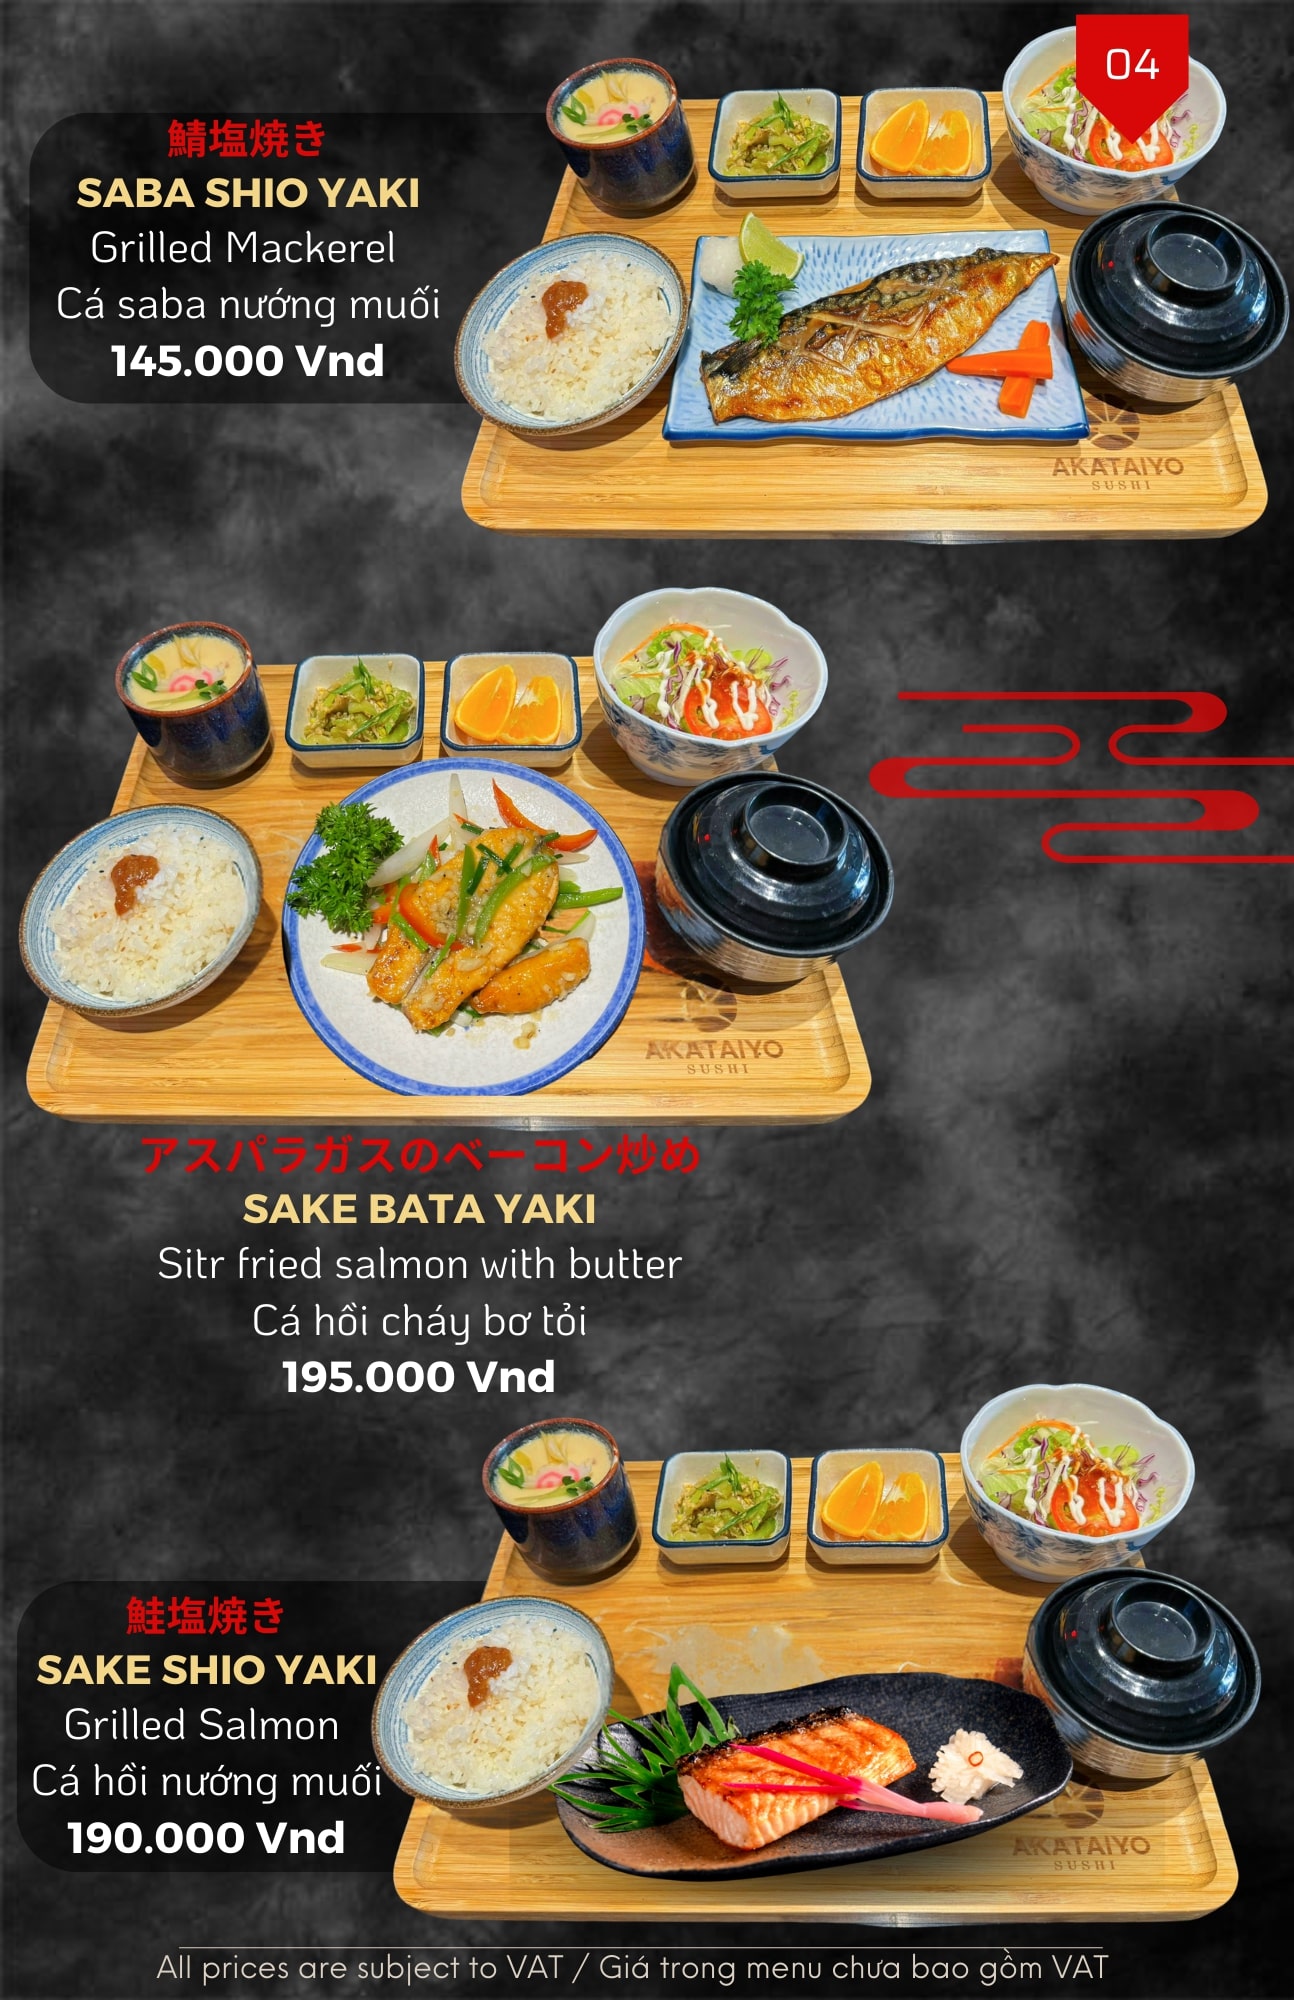 04
鯖塩焼き
SABA SHIO YAKI
Grilled Mackerel
Cá saba nướng muối
145.000 Vnd
AKATAIYO
SUSHI
AKATAIYO
SUSHI
アスパラガスのベーコン炒め
SAKE BATA YAKI
Sitr fried salmon with butter
Cá hồi cháy bơ tỏi
195.000 Vnd
鮭塩焼き
SAKE SHIO YAKI
Grilled Salmon
Cá hồi nướng muối
190.000 Vnd
AKATAIYO
SUSHI
All prices are subject to VAT / Giá trong menu chưa bao gồm VAT